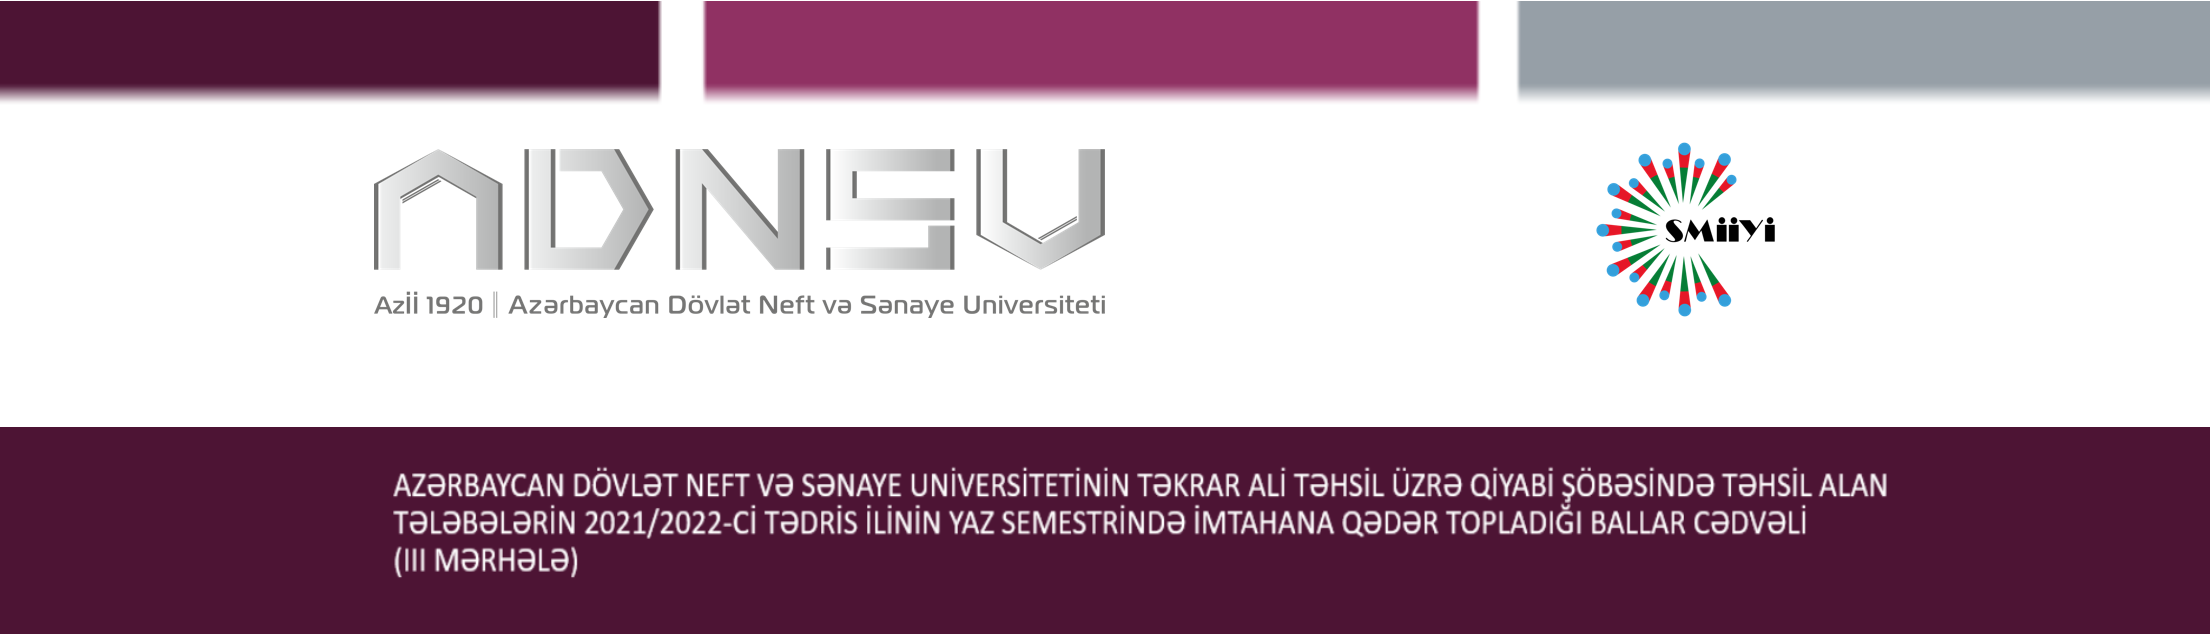 ADNSU
SMiiYi
Azİİ 1920 || Azərbaycan Dövlət Neft və Sənaye Universiteti
AZƏRBAYCAN DÖVLƏT NEFT VƏ SƏNAYE UNİVERSİTETİNİN TƏKRAR ALİ TƏHSİL ÜZRƏ QİYABİ ŞÖBƏSİNDƏ TƏHSİL ALAN
TƏLƏBƏLƏRİN 2021/2022-Cİ TƏDRİS İLİNİN YAZ SEMESTRİNDƏ İMTAHANA QƏDƏR TOPLADIĞI BALLAR CƏDVƏLİ
(III MƏRHƏLƏ)